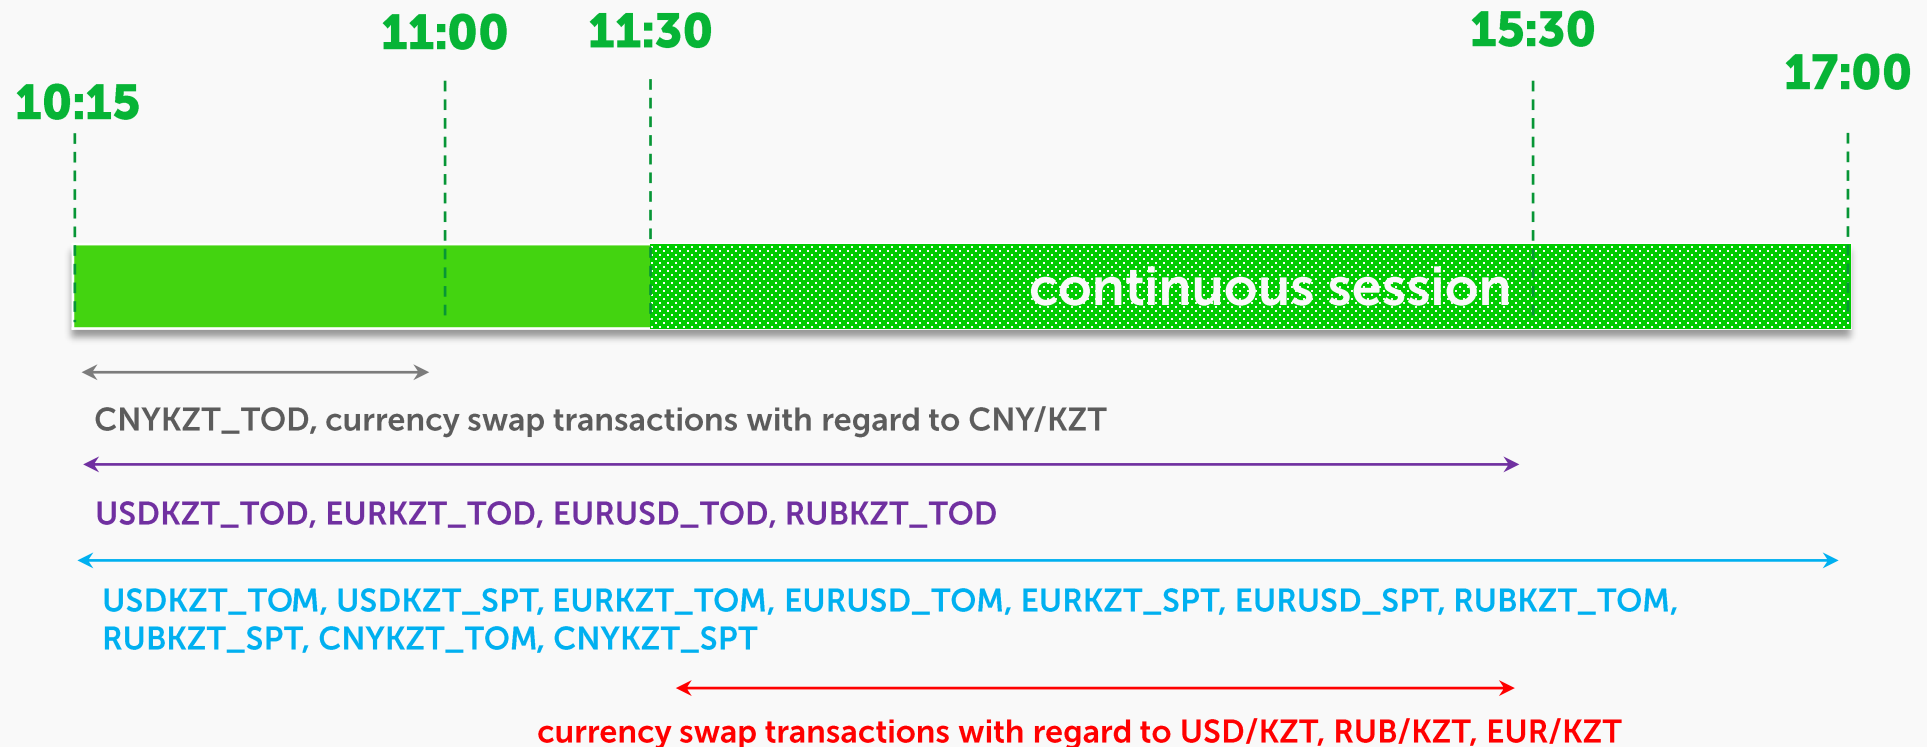 10:15
11:00
11:30
15:30
17:00
continuous session
CNYKZT_TOD, currency swap transactions with regard to CNY/KZT
USDKZT_TOD, EURKZT_TOD, EURUSD_TOD, RUBKZT_TOD
USDKZT_TOM, USDKZT_SPT, EURKZT_TOM, EURUSD_TOM, EURKZT_SPT, EURUSD_SPT, RUBKZT_TOM,
RUBKZT_SPT, CNYKZT_TOM, CNYKZT_SPT
currency swap transactions with regard to USD/KZT, RUB/KZT, EUR/KZT